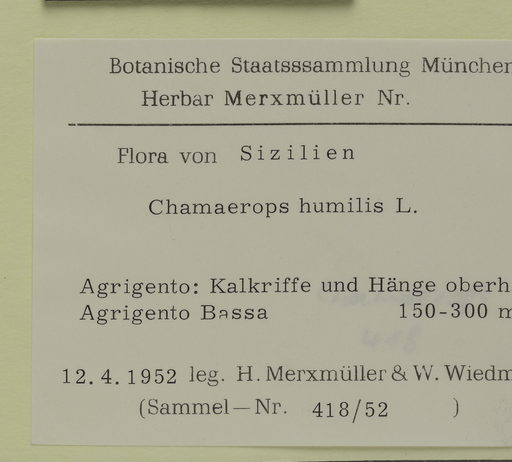 Botanische Staatsssammlung München
Herbar Merxmüller Nr.
Flora von Sizilien
Chamaerops humilis L.
Agrigento: Kalkriffe und Hänge oberh
Agrigento Bassa 150-300 m
12.4.1952 leg. H. Merxmüller & W. Wiedm
(Sammel-Nr. 418/52 )